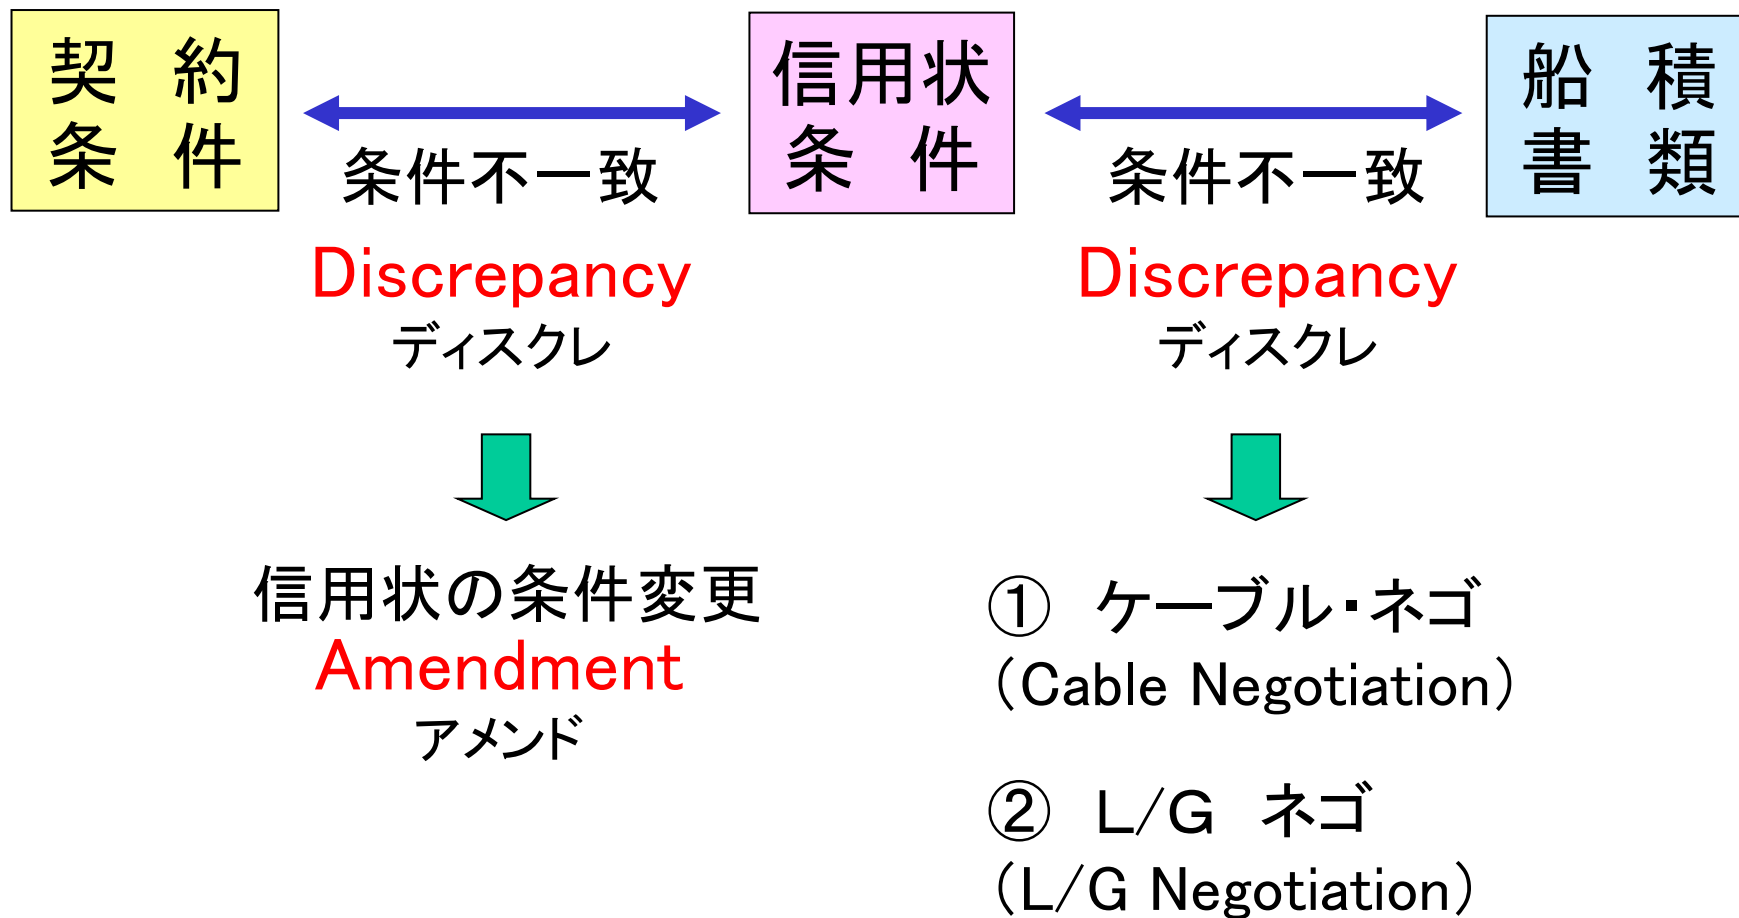 契　約
条　件
条件不一致
Discrepancy
ディスクレ
信用状の条件変更
Amendment
アメンド
信用状
条　件
条件不一致
Discrepancy
ディスクレ
船　積
書　類
①　ケーブル・ネゴ
（Cable Negotiation）
②　L/G　ネゴ
（L/G Negotiation）